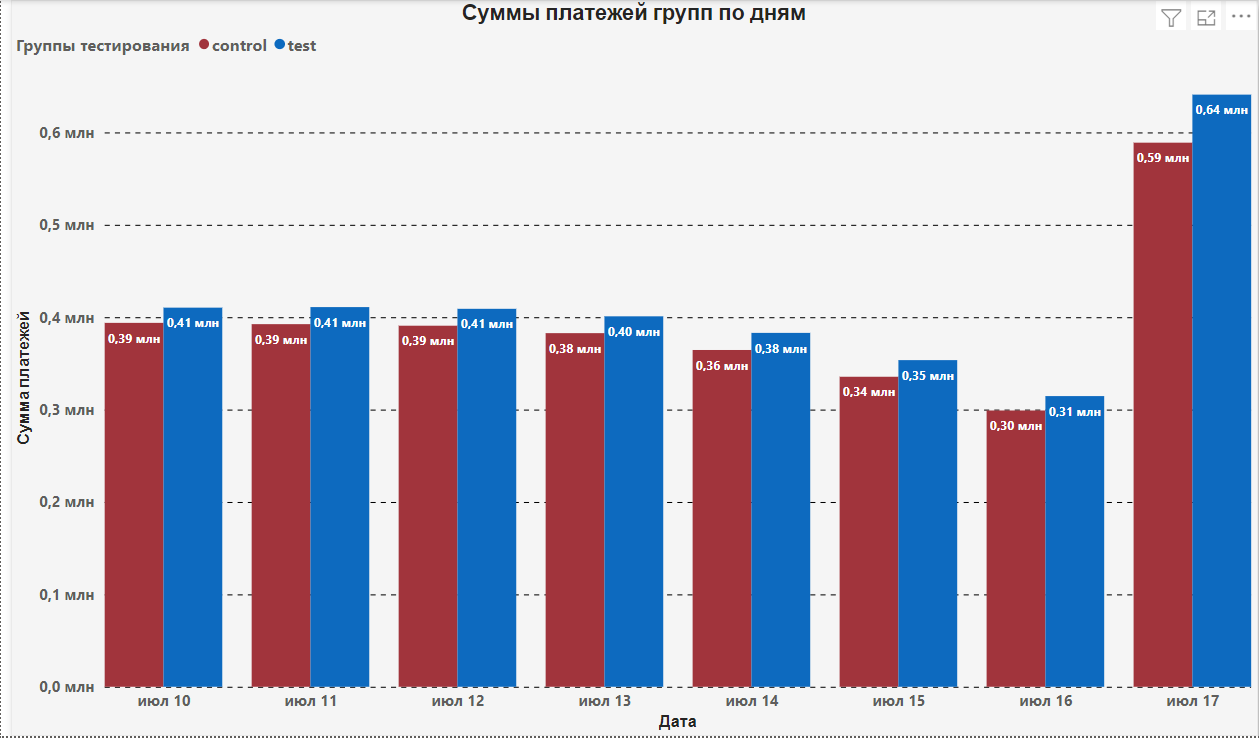 Суммы платежей групп по дням
Группы тестирования control test
0,6 млн
0,5 млн
0,4 млн
0,3 млн
0,2 млн
0,1 млн
0,0 млн
Сумма платежей
0,39 млн 0,41 млн
0,39 млн 0,41 млн
0,39 млн 0,41 млн
0,38 млн 0,40 млн
0,36 млн 0,38 млн
0,34 млн 0,35 млн
0,30 млн 0,31 млн
0,59 млн 0,64 млн
июл 10 июл 11 июл 12 июл 13 июл 14 июл 15 июл 16 июл 17
Дата